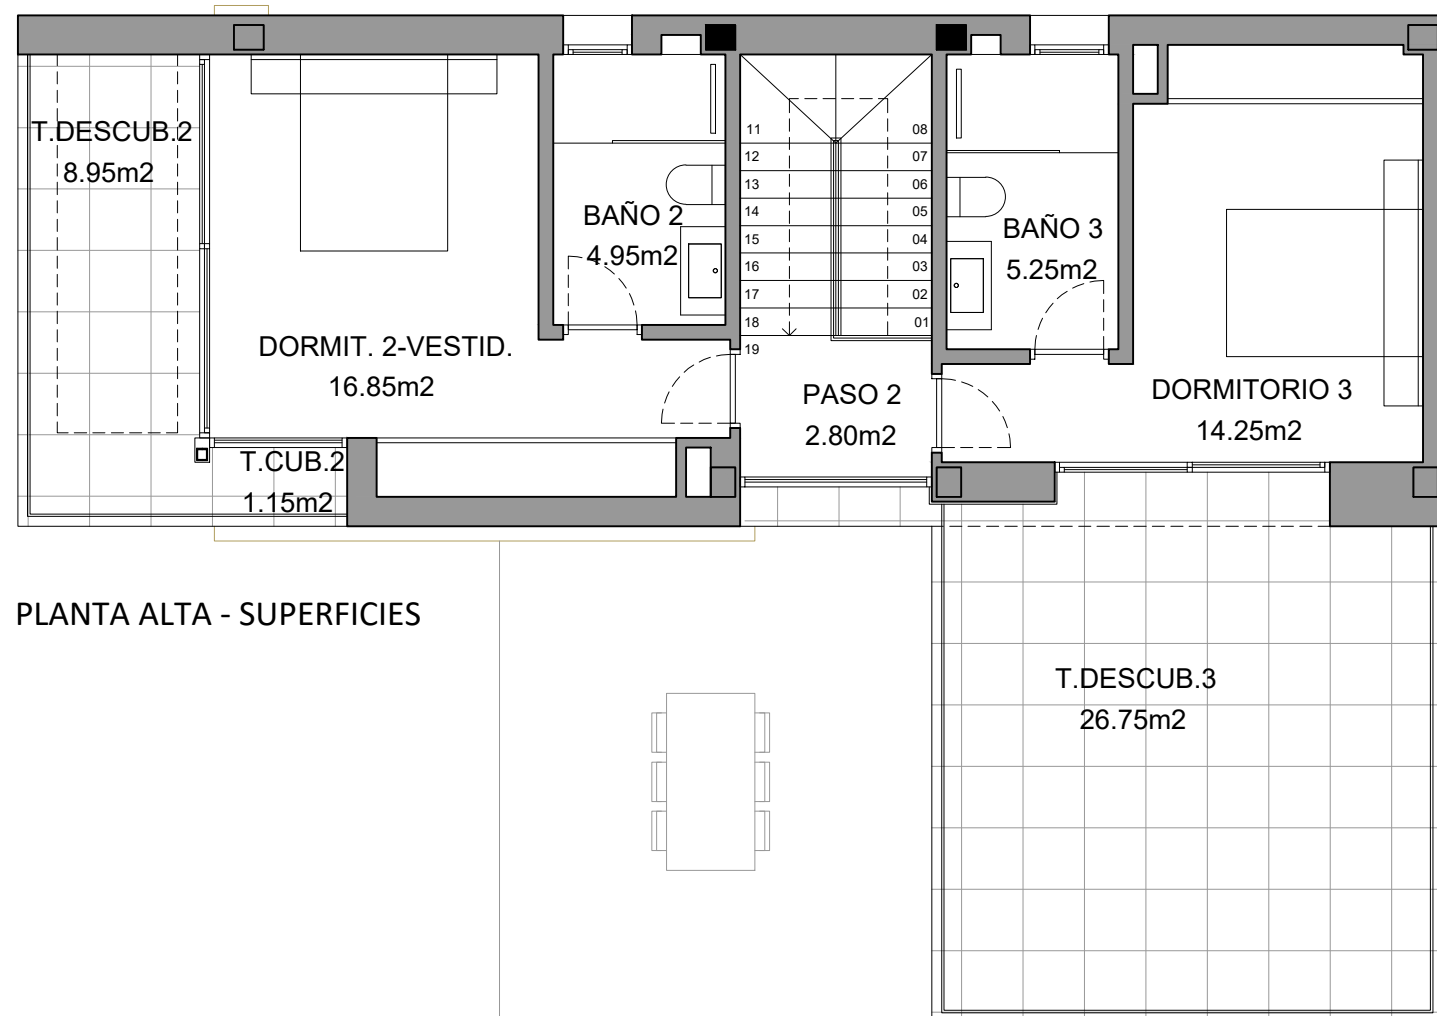 T.DESCUB.2
8.95m2
BAÑO 2
4.95m2
11
12
13
14
15
16
17
18
19
08
07
06
05
04
03
02
01
BAÑO 3
5.25m2
DORMIT. 2-VESTID.
16.85m2
PASO 2
2.80m2
DORMITORIO 3
14.25m2
T.CUB.2
1.15m2
PLANTA ALTA - SUPERFICIES
T.DESCUB.3
26.75m2